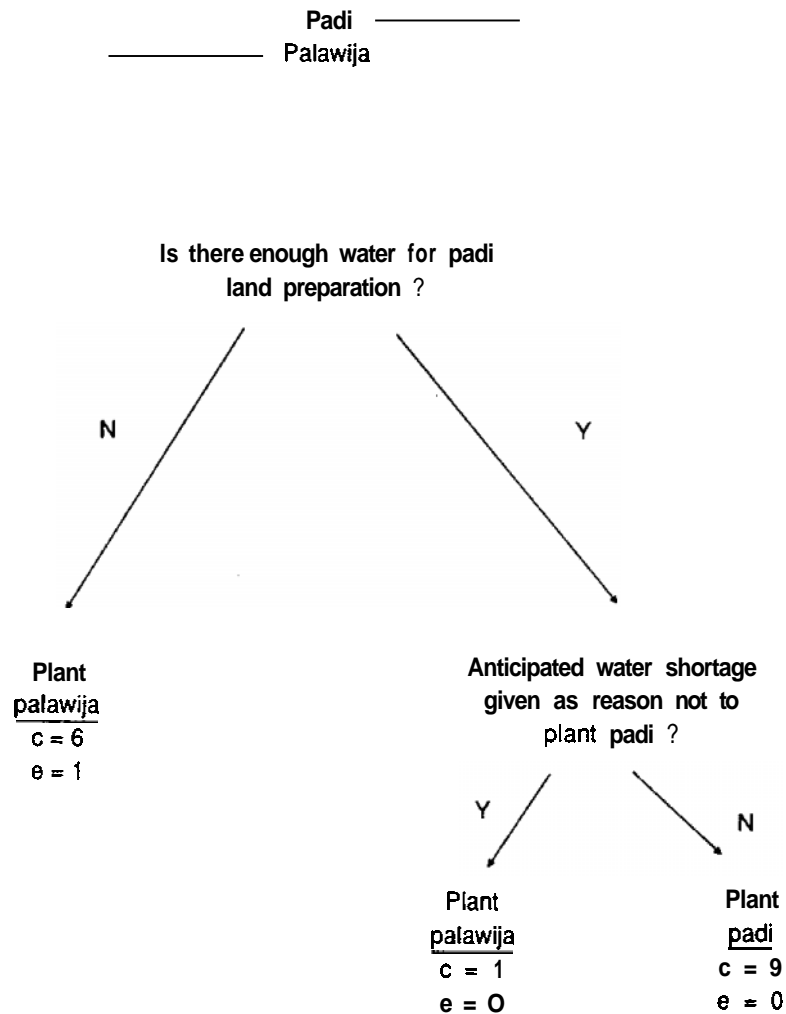 Padi
Palawija
Is there enough water for padi
land preparation ?
N
Y
Plant
palawija
c = 6
e = 1
Anticipated water shortage
given as reason not to
plant padi ?
Y
N
Plant
palawija
c = 1
e = O
Plant
padi
c = 9
e = 0